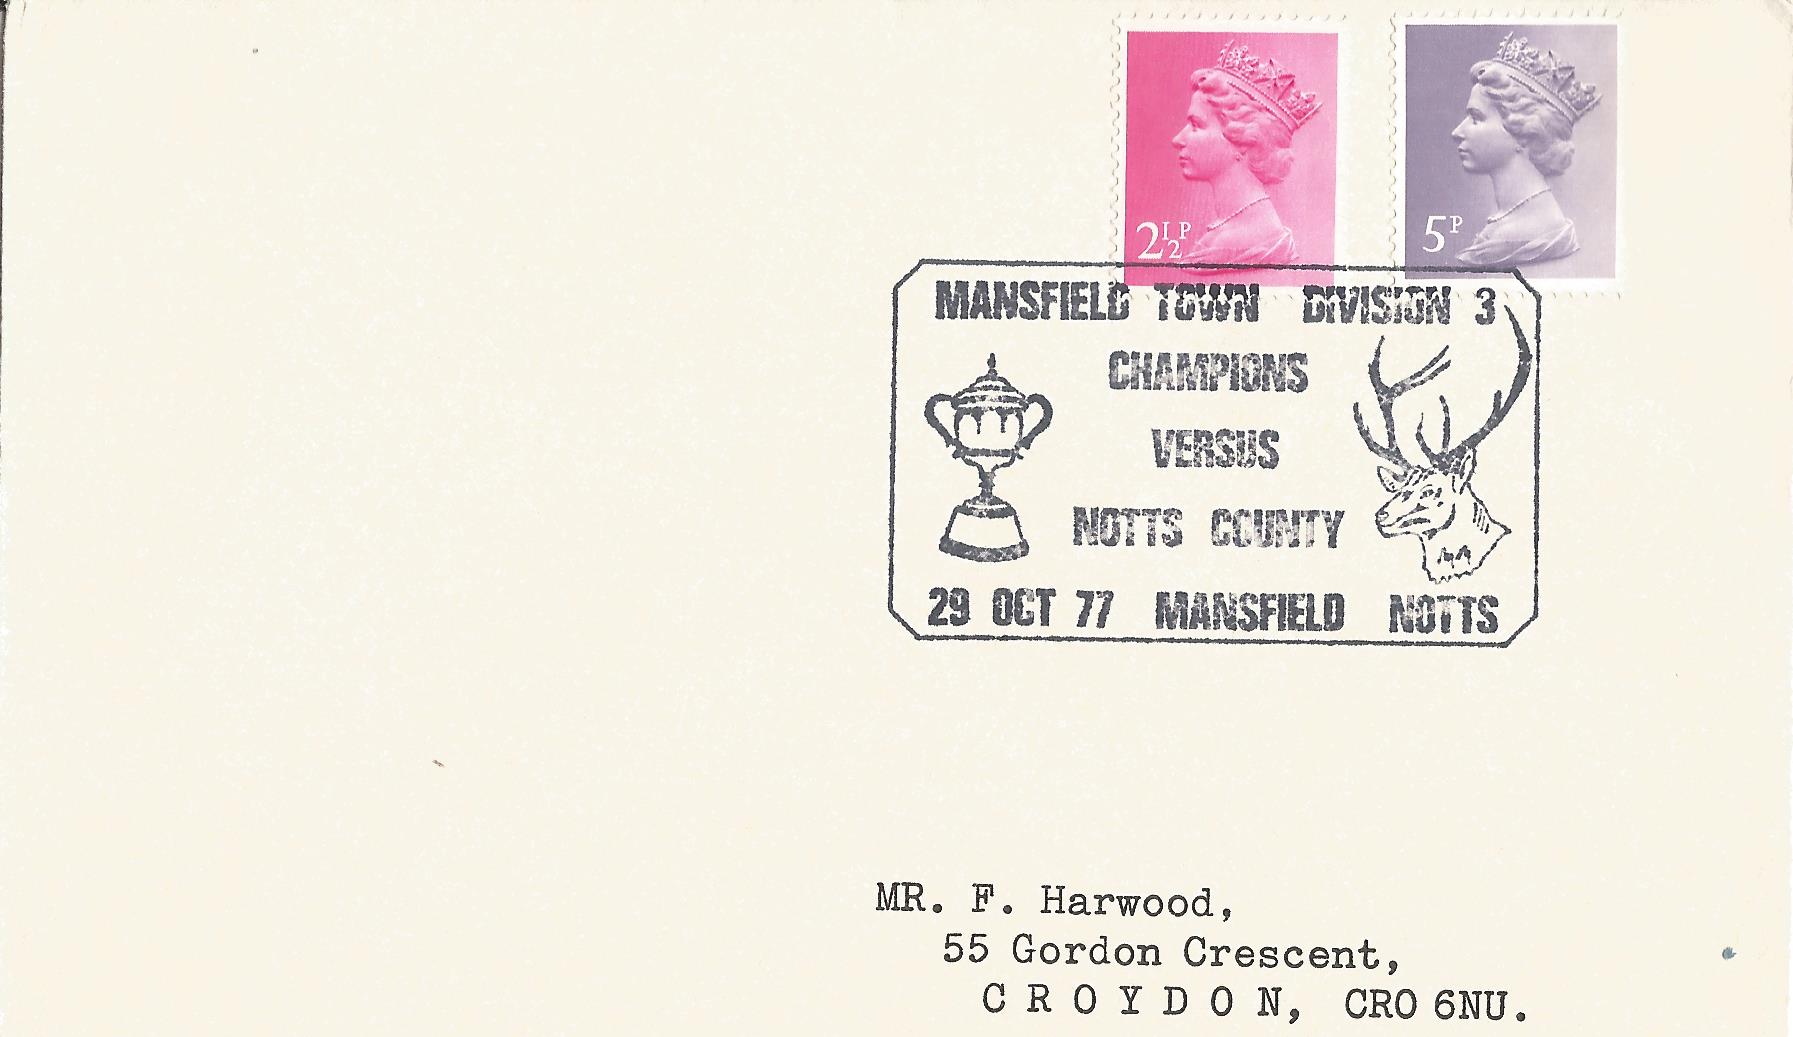 2½P
5P
MANSFIELD TOWN DIVISION 3
CHAMPIONS
VERSUS
NOTTS COUNTY
29 OCT 77 MANSFIELD NOTTS
MR. F. Harwood,
55 Gordon Crescent,
C R O Y D O N, CRO 6NU.